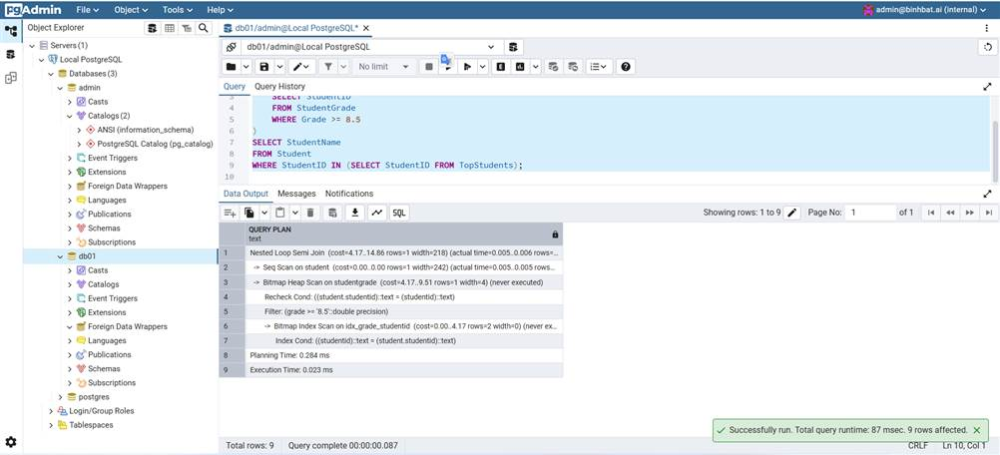 pgAdmin File Object Tools Help admin@binhbat.ai (internal)
Object Explorer
db01/admin@Local PostgreSQL*
Servers (1)
Local PostgreSQL
Databases (3)
admin
Casts
Catalogs (2)
ANSI (information_schema)
PostgreSQL Catalog (pg_catalog)
Event Triggers
Extensions
Foreign Data Wrappers
Languages
Publications
Schemas
Subscriptions
db01
Casts
Catalogs
Event Triggers
Extensions
Foreign Data Wrappers
Languages
Publications
Schemas
Subscriptions
postgres
Login/Group Roles
Tablespaces
db01/admin@Local PostgreSQL
No limit
Query Query History
3 SELECT StudentID
4 FROM StudentGrade
5 WHERE Grade >= 8.5
6 )
7 SELECT StudentName
8 FROM Student
9 WHERE StudentID IN (SELECT StudentID FROM TopStudents);
10
Data Output Messages Notifications
SQL Showing rows: 1 to 9 Page No: 1 of 1
QUERY PLAN
text
1 Nested Loop Semi Join (cost=4.17..14.86 rows=1 width=218) (actual time=0.005..0.006 rows=...
2 -> Seq Scan on student (cost=0.00..0.00 rows=1 width=242) (actual time=0.005..0.005 rows...
3 -> Bitmap Heap Scan on studentgrade (cost=4.17..9.51 rows=1 width=4) (never executed)
4 Recheck Cond: ((student.studentid)::text = (studentid)::text)
5 Filter: (grade >= '8.5'::double precision)
6 -> Bitmap Index Scan on idx_grade_studentid (cost=0.00..4.17 rows=2 width=0) (never ex...
7 Index Cond: ((studentid)::text = (student.studentid)::text)
8 Planning Time: 0.284 ms
9 Execution Time: 0.023 ms
Successfully run. Total query runtime: 87 msec. 9 rows affected.
Total rows: 9 Query complete 00:00:00.087 CRLF Ln 10, Col 1